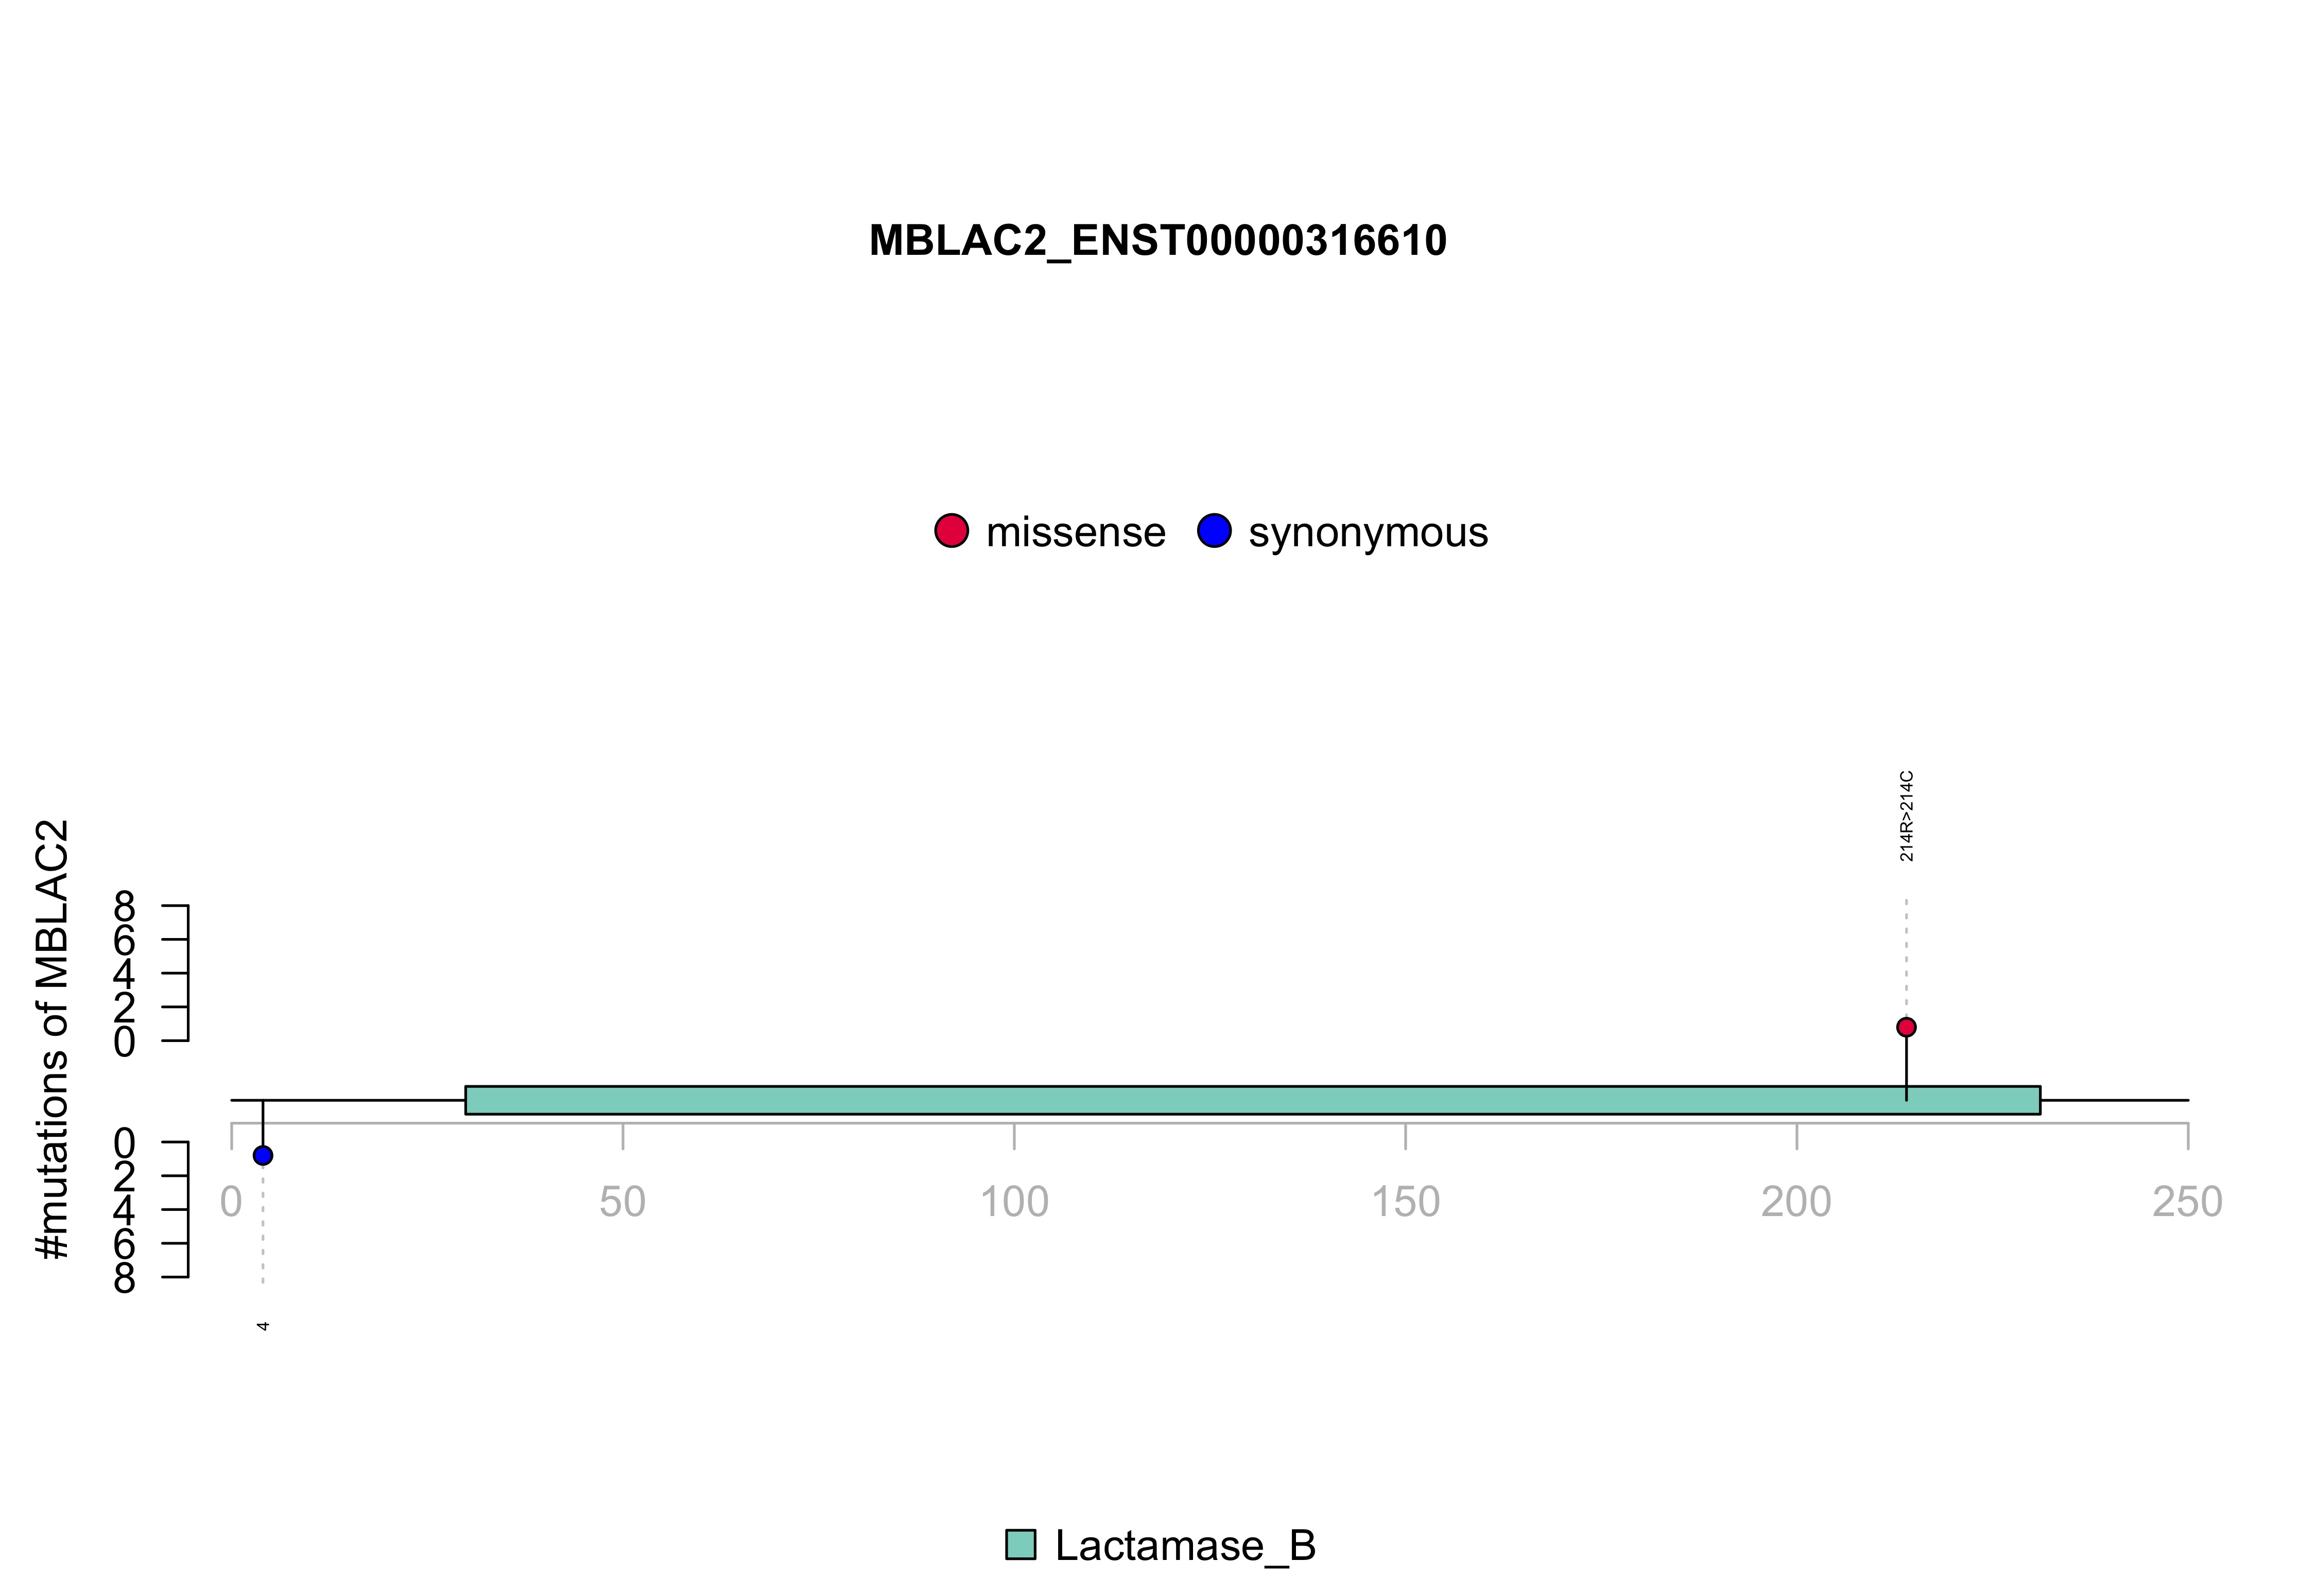 MBLAC2_ENST00000316610
missense
synonymous
214R>214C
#mutations of MBLAC2
8
6
4
2
0
0
2
4
6
8
0
50
100
150
200
250
4
Lactamase_B